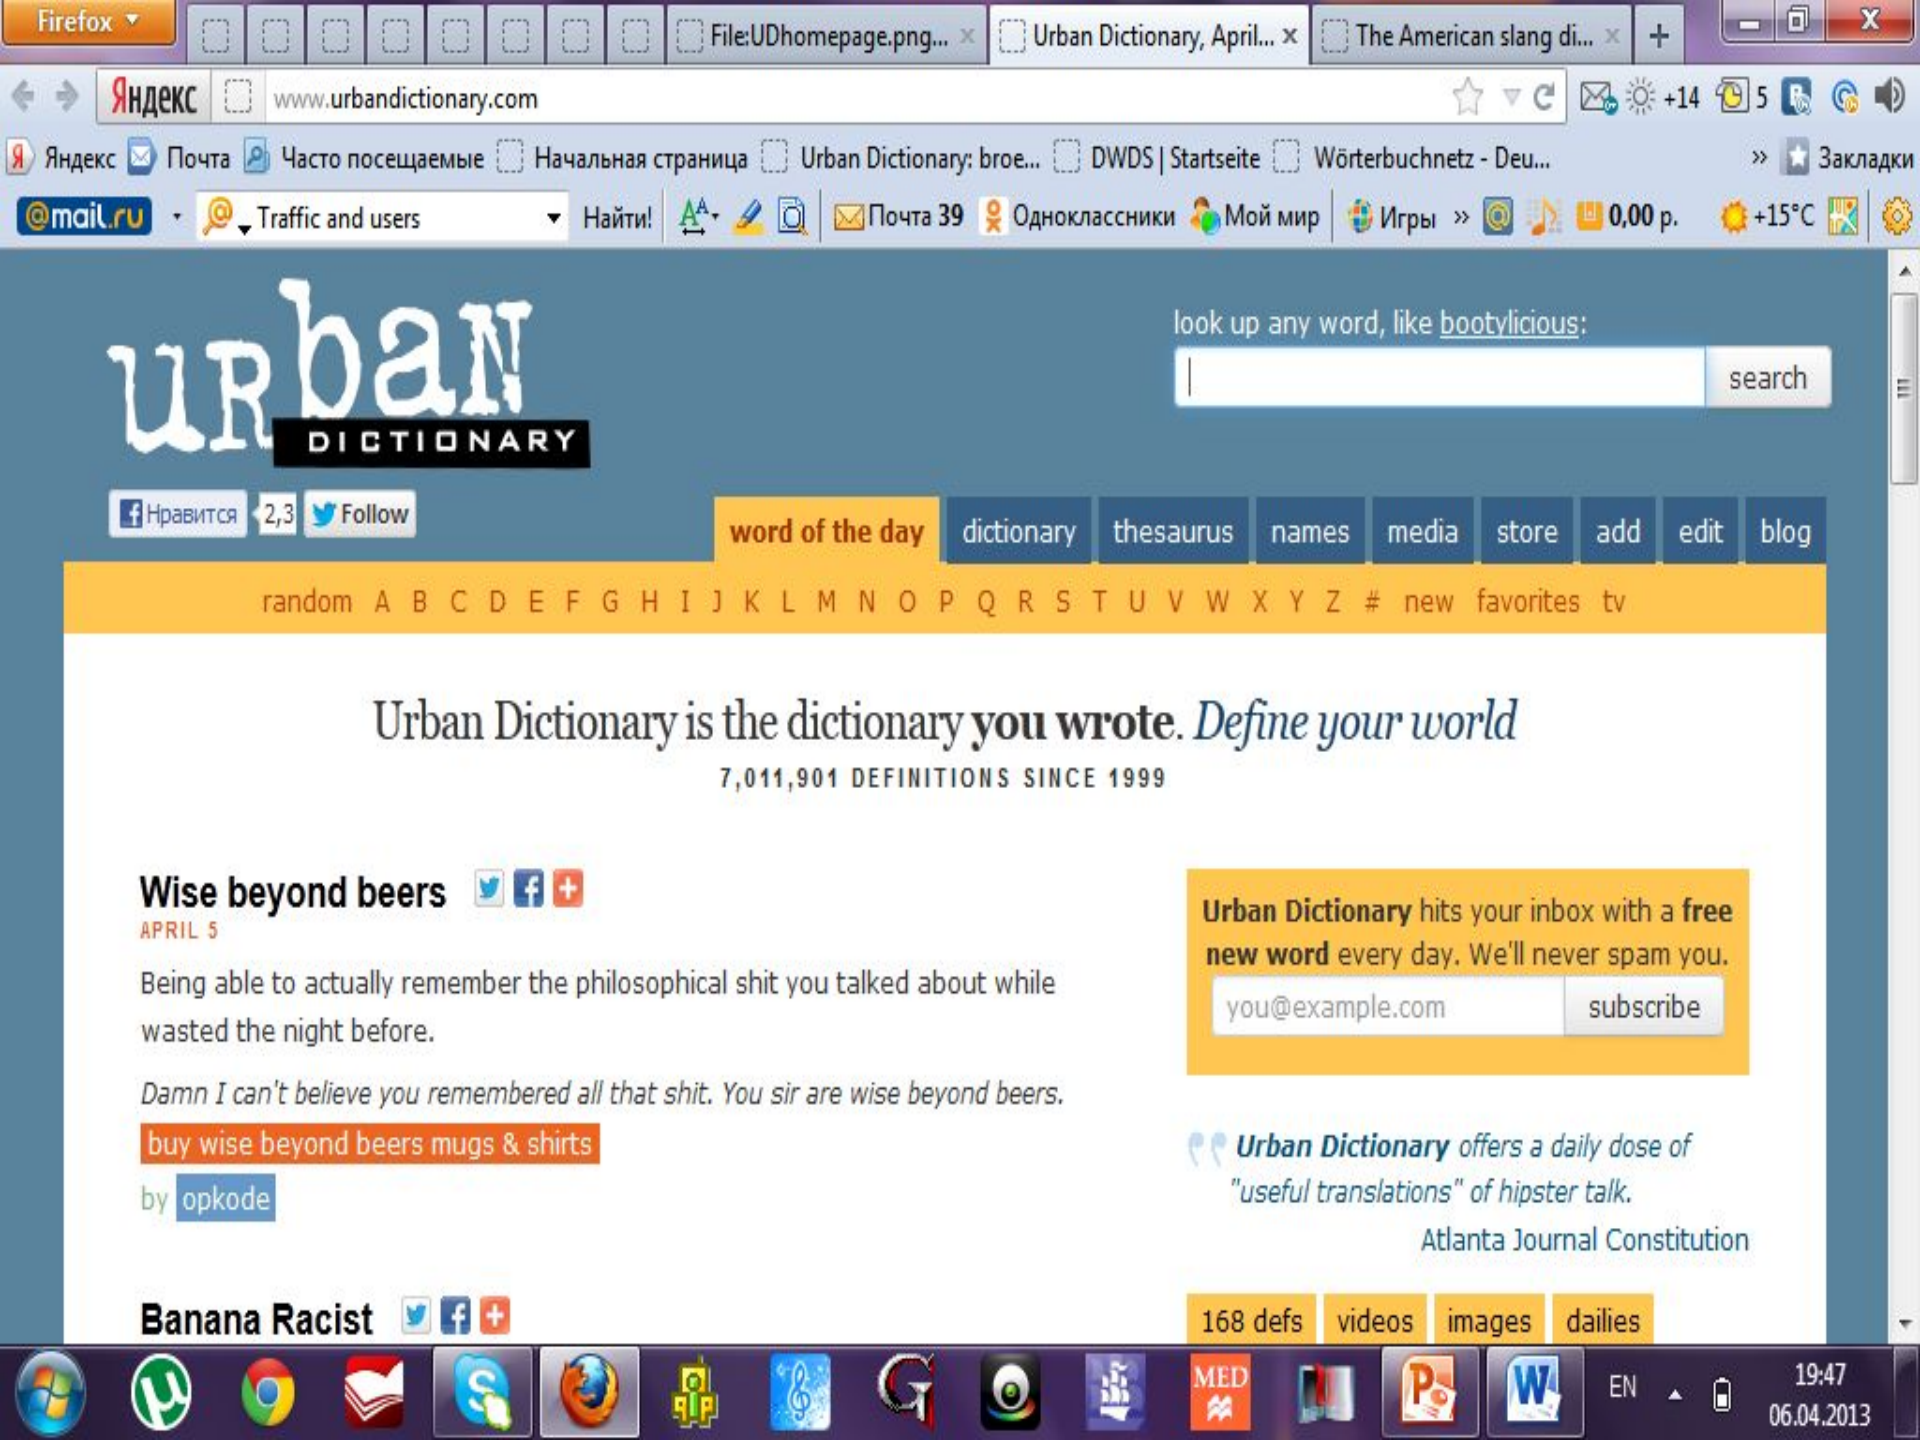 Firefox
File:UDhomepage.png...
Urban Dictionary, April...
The American slang di...
Яндекс
www.urbandictionary.com
+14
5
Яндекс Почта Часто посещаемые Начальная страница Urban Dictionary: broe... DWDS | Startseite Wörterbuchnetz - Deu... » Закладки
@mail.ru Traffic and users Найти! Почта 39 Одноклассники Мой мир Игры » 0,00 р. +15°C
urban
DICTIONARY
look up any word, like bootylicious:
search
Нравится 2,3 Follow
word of the day dictionary thesaurus names media store add edit blog
random A B C D E F G H I J K L M N O P Q R S T U V W X Y Z # new favorites tv
Urban Dictionary is the dictionary you wrote. Define your world
7,011,901 DEFINITIONS SINCE 1999
Wise beyond beers
APRIL 5
Being able to actually remember the philosophical shit you talked about while
wasted the night before.
Damn I can't believe you remembered all that shit. You sir are wise beyond beers.
buy wise beyond beers mugs & shirts
by opkode
Banana Racist
Urban Dictionary hits your inbox with a free
new word every day. We'll never spam you.
you@example.com subscribe
Urban Dictionary offers a daily dose of
"useful translations" of hipster talk.
Atlanta Journal Constitution
168 defs videos images dailies
MED
EN
19:47
06.04.2013